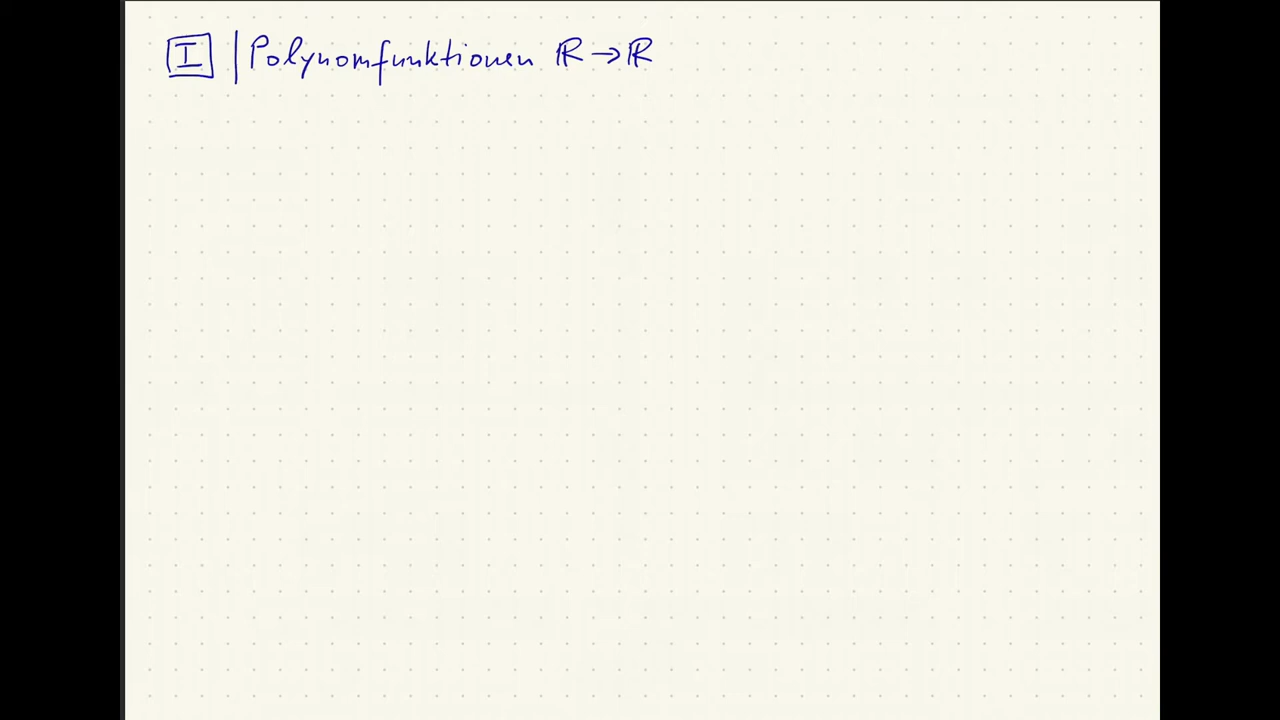 I | Polynomfunktionen ℝ → ℝ